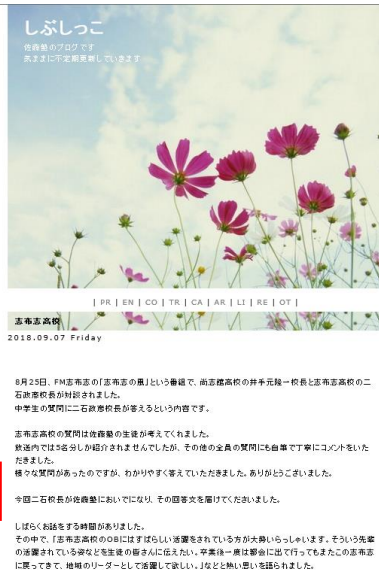 しぶしっこ
佐藤塾のブログです
気ままに不定期更新していきます
| PR | EN | CO | TR | CA | AR | LI | RE | OT |
志布志高校
2018.09.07 Friday
8月25日、FM志布志の「志布志の風」という番組で、尚志館高校の井手元隆一校長と志布志高校の二
石政彦校長が対談されました。
中学生の質問に二石政彦校長が答えるという内容です。
志布志高校の質問は佐藤塾の生徒が考えてくれました。
放送内では5名分しか紹介されませんでしたが、その他の全員の質問にも自筆で丁寧にコメントをいた
だきました。
様々な質問があったのですが、わかりやすく答えていただきました。ありがとうございました。
今回二石校長が佐藤塾においでになり、その回答文を届けてくださいました。
しばらくお話をする時間がありました。
その中で、「志布志高校のOBにはすばらしい活躍をされている方が大勢いらっしゃいます。そういう先輩
の活躍されている姿などを生徒の皆さんに伝えたい。卒業後一度は都会に出て行ってもまたこの志布志
に戻ってきて、地域のリーダーとして活躍して欲しい。」などと熱い思いを語られました。